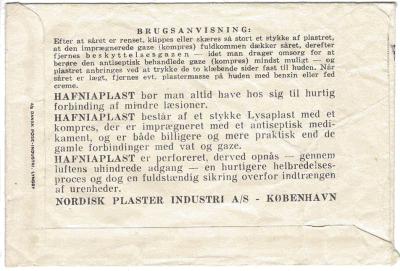 BRUGSANVISNING:
Efter at såret er renset, klippes eller skæres så stort et stykke af plastret,
at den imprægnerede gaze (kompres) fuldkommen dækker såret, derefter
fjernes beskyttelsesgazen — idet man drager omsorg for at
berøre den antiseptisk behandlede gaze (kompres) mindst muligt — og
plastret anbringes ved at trykke de to klæbende sider fast til huden. Når
såret er lægt, fjernes evt. plastermasse på huden med benzin eller fed
creme.
HAFNIAPLAST bør man altid have hos sig til hurtig
forbinding af mindre læsioner.
HAFNIAPLAST består af et stykke Lysaplast med et
kompres, der er imprægneret med et antiseptisk medi-
kament, og er både billigere og mere praktisk end de
gamle forbindinger med vat og gaze.
HAFNIAPLAST er perforeret, derved opnås — gennem
luftens uhindrede adgang — en hurtigere helbredelses-
proces og dog en fuldstændig sikring overfor indtrængen
af urenheder.
NORDISK PLASTER INDUSTRI A/S - KØBENHAVN
DANSK POSE-INDUSTRI LYNGBY